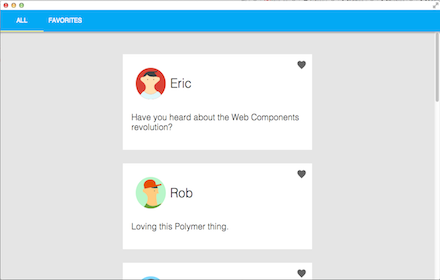 ALL FAVORITES
Eric
Have you heard about the Web Components
revolution?
Rob
Loving this Polymer thing.